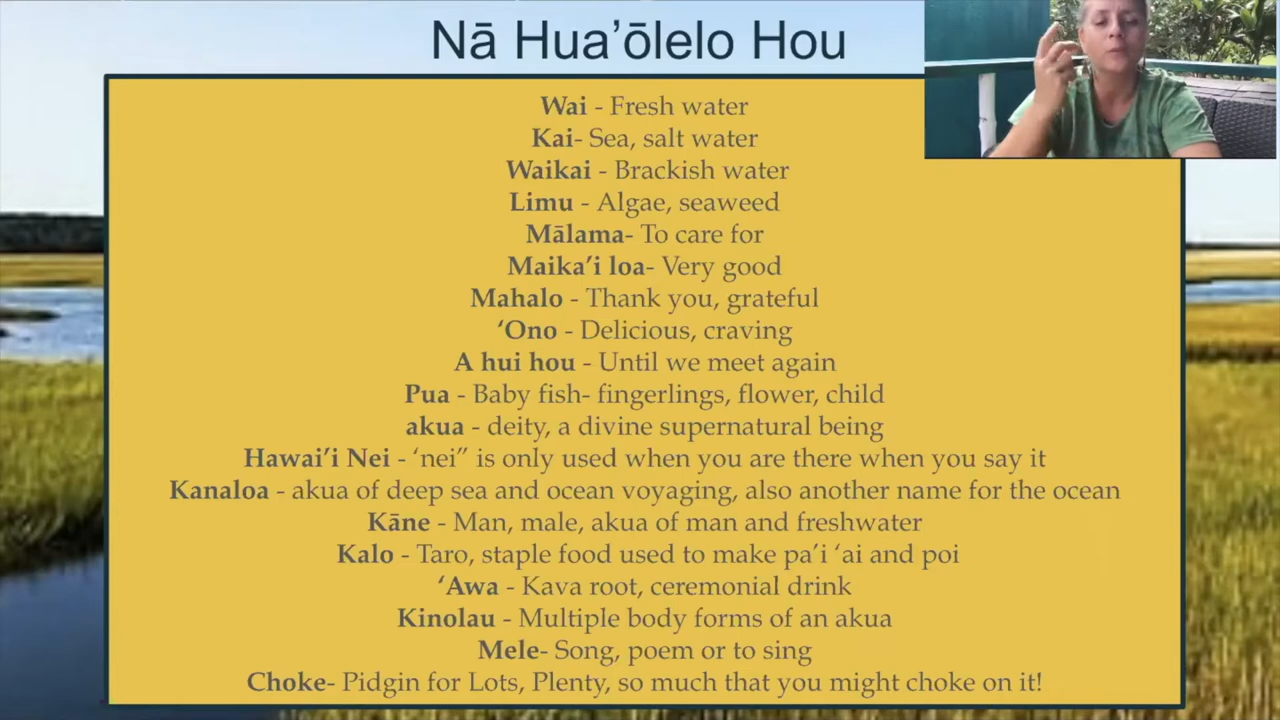 Nā Hua’ōlelo Hou
Wai - Fresh water
Kai- Sea, salt water
Waikai - Brackish water
Limu - Algae, seaweed
Mālama- To care for
Maika’i loa- Very good
Mahalo - Thank you, grateful
‘Ono - Delicious, craving
A hui hou - Until we meet again
Pua - Baby fish- fingerlings, flower, child
akua - deity, a divine supernatural being
Hawai’i Nei - ‘nei” is only used when you are there when you say it
Kanaloa - akua of deep sea and ocean voyaging, also another name for the ocean
Kāne - Man, male, akua of man and freshwater
Kalo - Taro, staple food used to make pa’i ‘ai and poi
‘Awa - Kava root, ceremonial drink
Kinolau - Multiple body forms of an akua
Mele- Song, poem or to sing
Choke- Pidgin for Lots, Plenty, so much that you might choke on it!